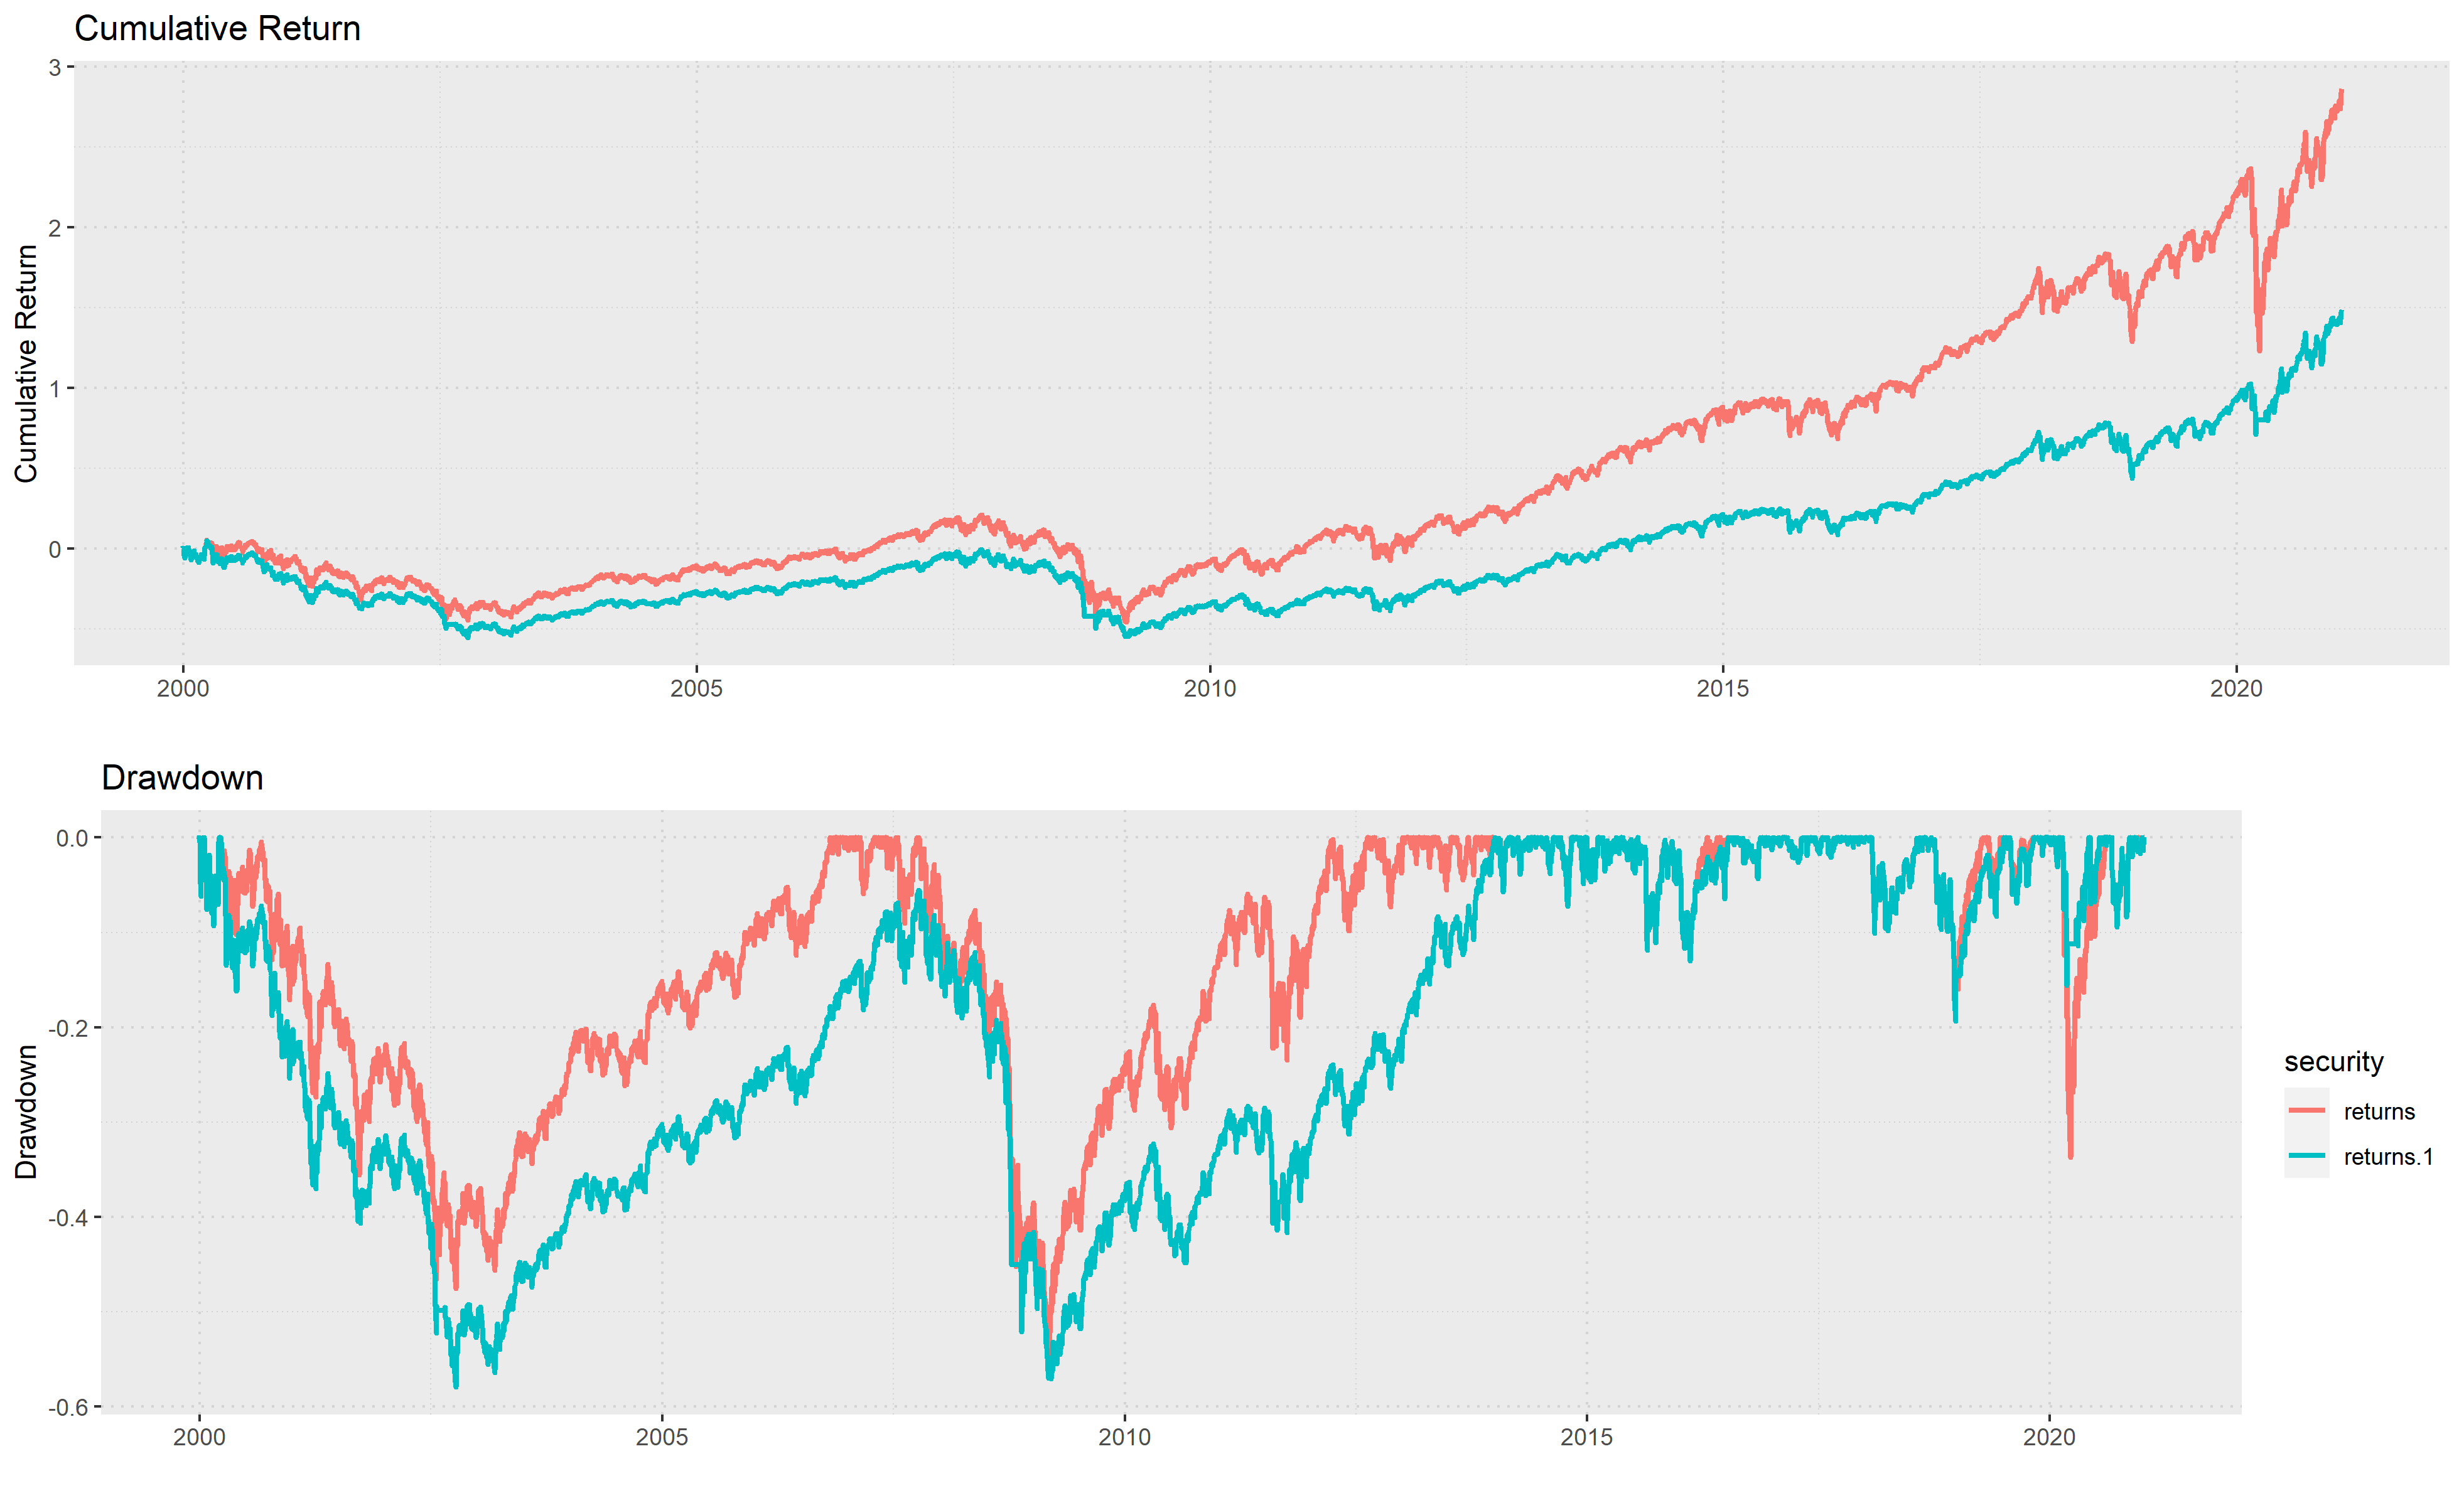 Cumulative Return
Cumulative Return
3
2
1
0
2000 2005 2010 2015 2020
Drawdown
Drawdown
0.0
-0.2
-0.4
-0.6
2000 2005 2010 2015 2020
security
returns
returns.1